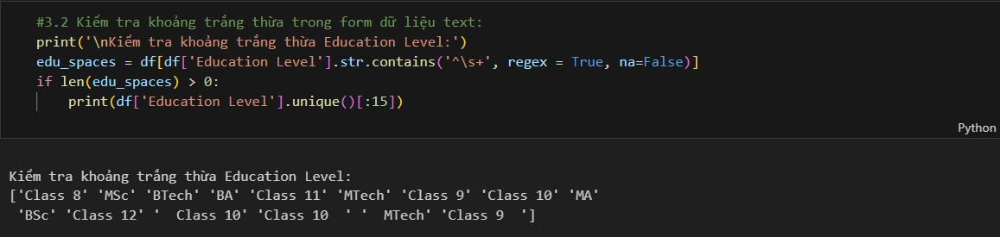 #3.2 Kiểm tra khoảng trắng thừa trong form dữ liệu text:
print('\nKiểm tra khoảng trắng thừa Education Level:')
edu_spaces = df[df['Education Level'].str.contains('^\s+', regex = True, na=False)]
if len(edu_spaces) > 0:
    print(df['Education Level'].unique()[:15])
Python
Kiểm tra khoảng trắng thừa Education Level:
['Class 8' 'MSc' 'BTech' 'BA' 'Class 11' 'MTech' 'Class 9' 'Class 10' 'MA'
 'BSc' 'Class 12' '  Class 10' 'Class 10  ' '  MTech' 'Class 9  ']